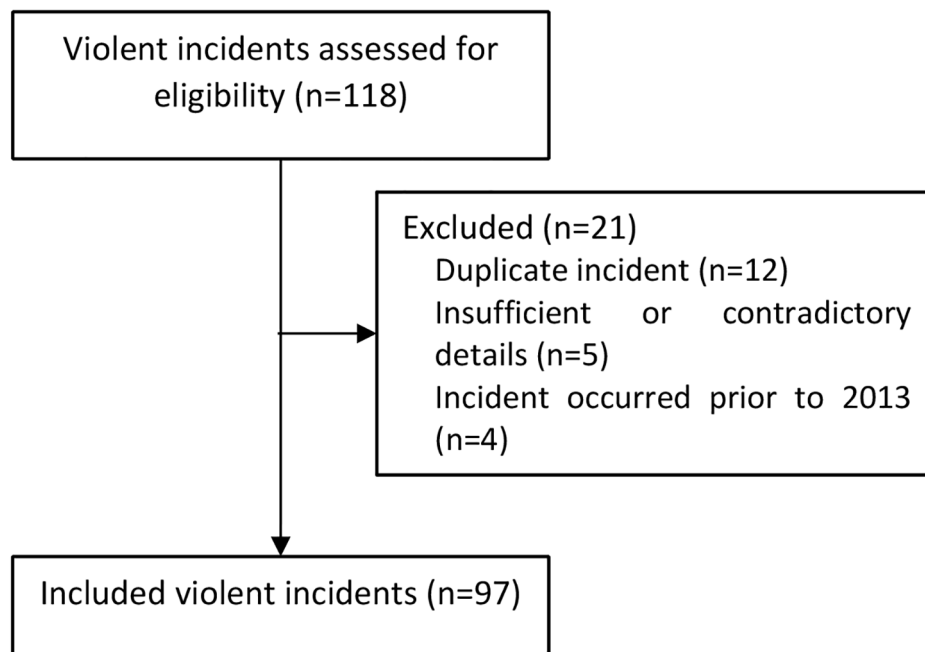 Violent incidents assessed for
eligibility (n=118)
Excluded (n=21)
Duplicate incident (n=12)
Insufficient or contradictory
details (n=5)
Incident occurred prior to 2013
(n=4)
Included violent incidents (n=97)